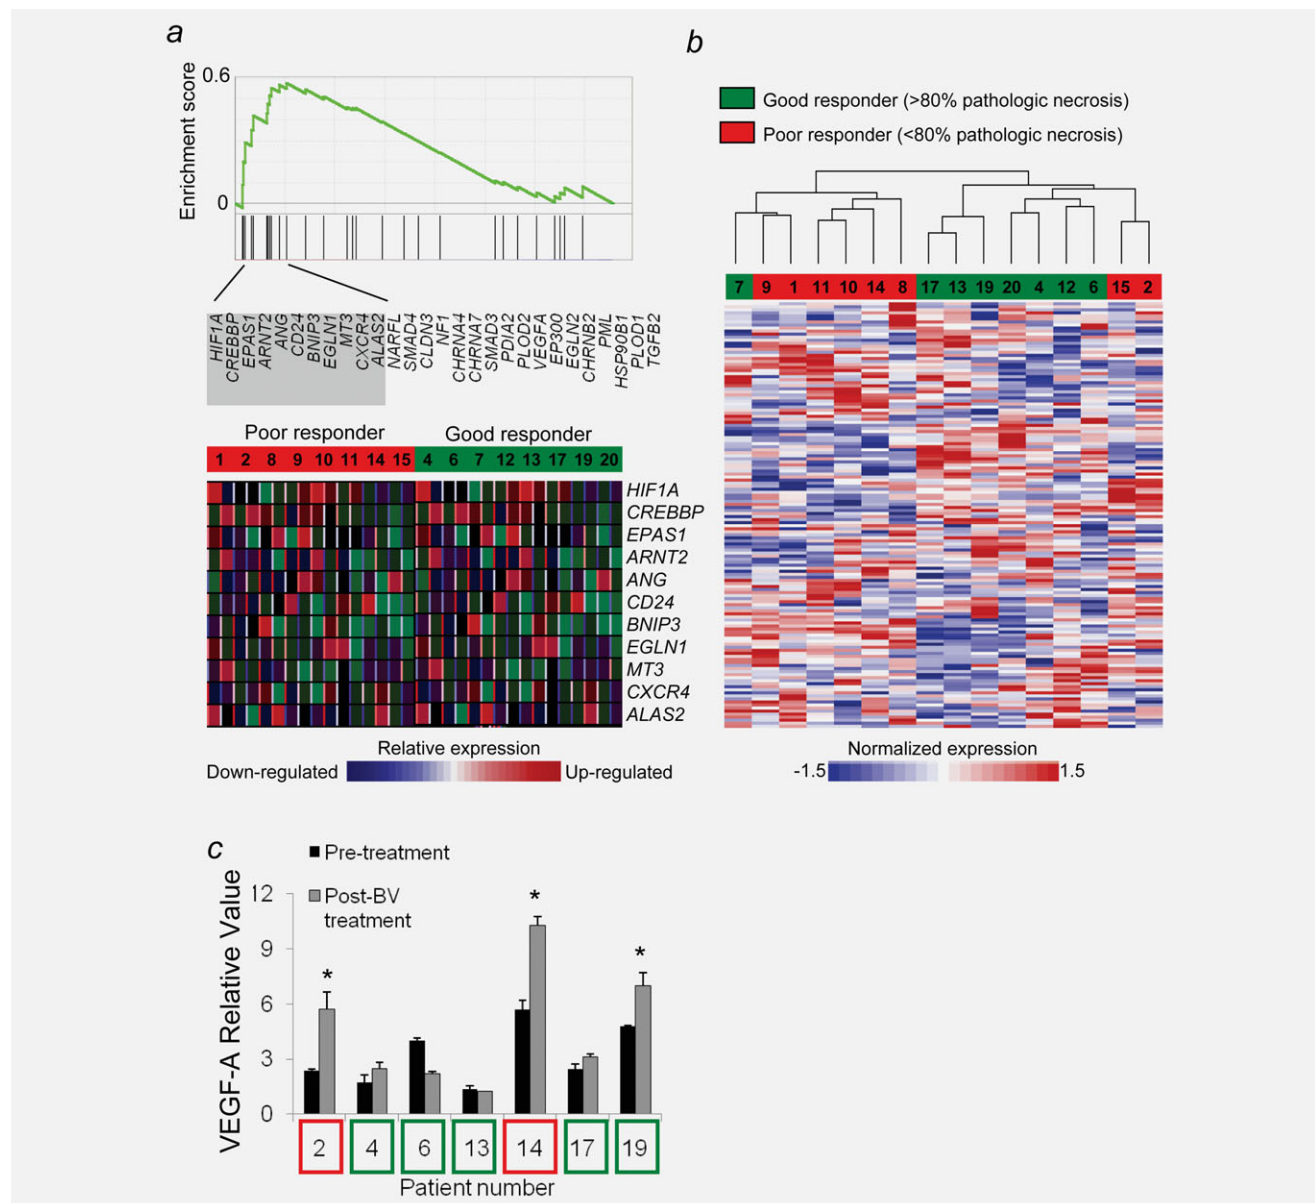 a
0.6
Enrichment score
0
HIF1A
CREBBP
EPAS1
ARNT2
ANG
CD24
BNIP3
EGLN1
MT3
CXCR4
ALAS2
NARFL
SMAD4
CLDN3
NF1
CHRNA4
CHRNA7
SMAD3
PDIA2
PLOD2
VEGFA
EP300
EGLN2
CHRNB2
PML
HSP90B1
PLOD1
TGFB2
Poor responder Good responder
1 2 8 9 10 11 14 15 4 6 7 12 13 17 19 20
HIF1A
CREBBP
EPAS1
ARNT2
ANG
CD24
BNIP3
EGLN1
MT3
CXCR4
ALAS2
Relative expression
Down-regulated Up-regulated
b
Good responder (>80% pathologic necrosis)
Poor responder (<80% pathologic necrosis)
7 9 1 11 10 14 8 17 13 19 20 4 12 6 15 2
Normalized expression
-1.5 1.5
c
Pre-treatment
Post-BV
treatment
VEGF-A Relative Value
12
9
6
3
0
* * *
2 4 6 13 14 17 19
Patient number